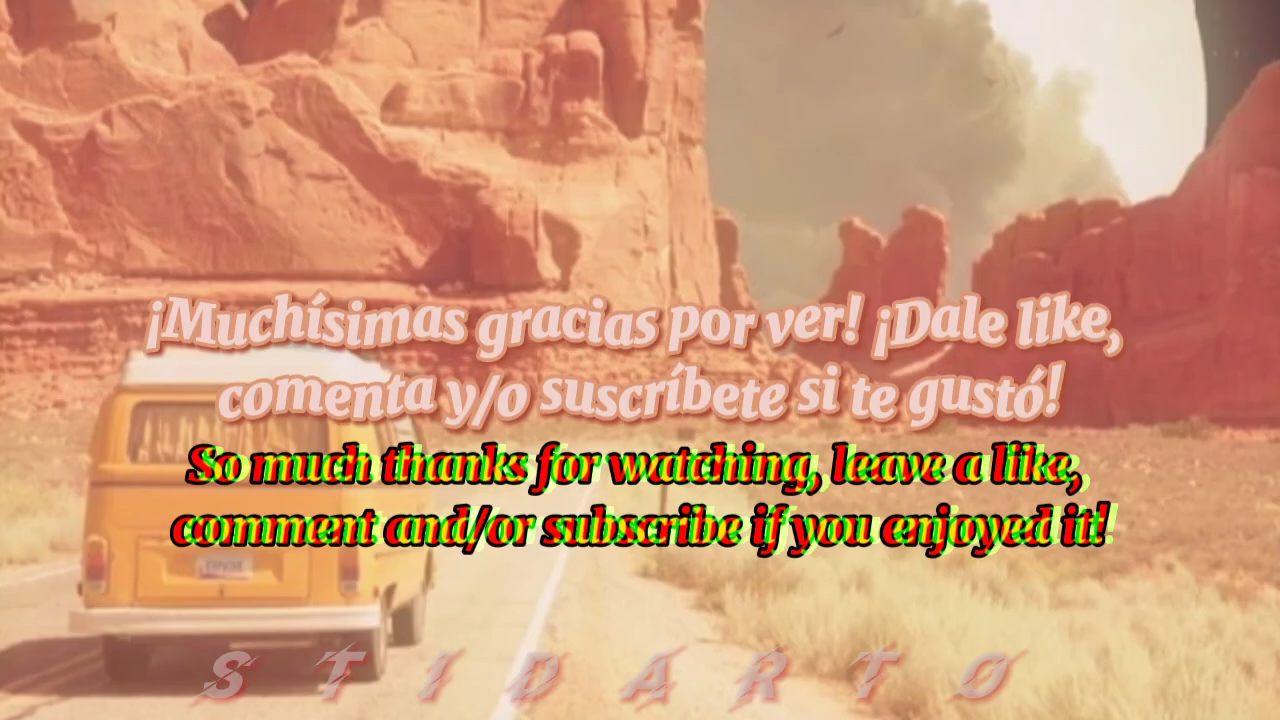 ¡Muchísimas gracias por ver! ¡Dale like,
comenta y/o suscríbete si te gustó!
So much thanks for watching, leave a like,
comment and/or subscribe if you enjoyed it!
STIDARTO